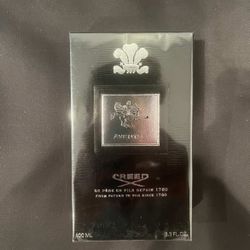 CREED
DE PÈRE EN FILS DEPUIS 1760
FROM FATHER TO SON SINCE 1760
100 ML
3.3 FL.OZ